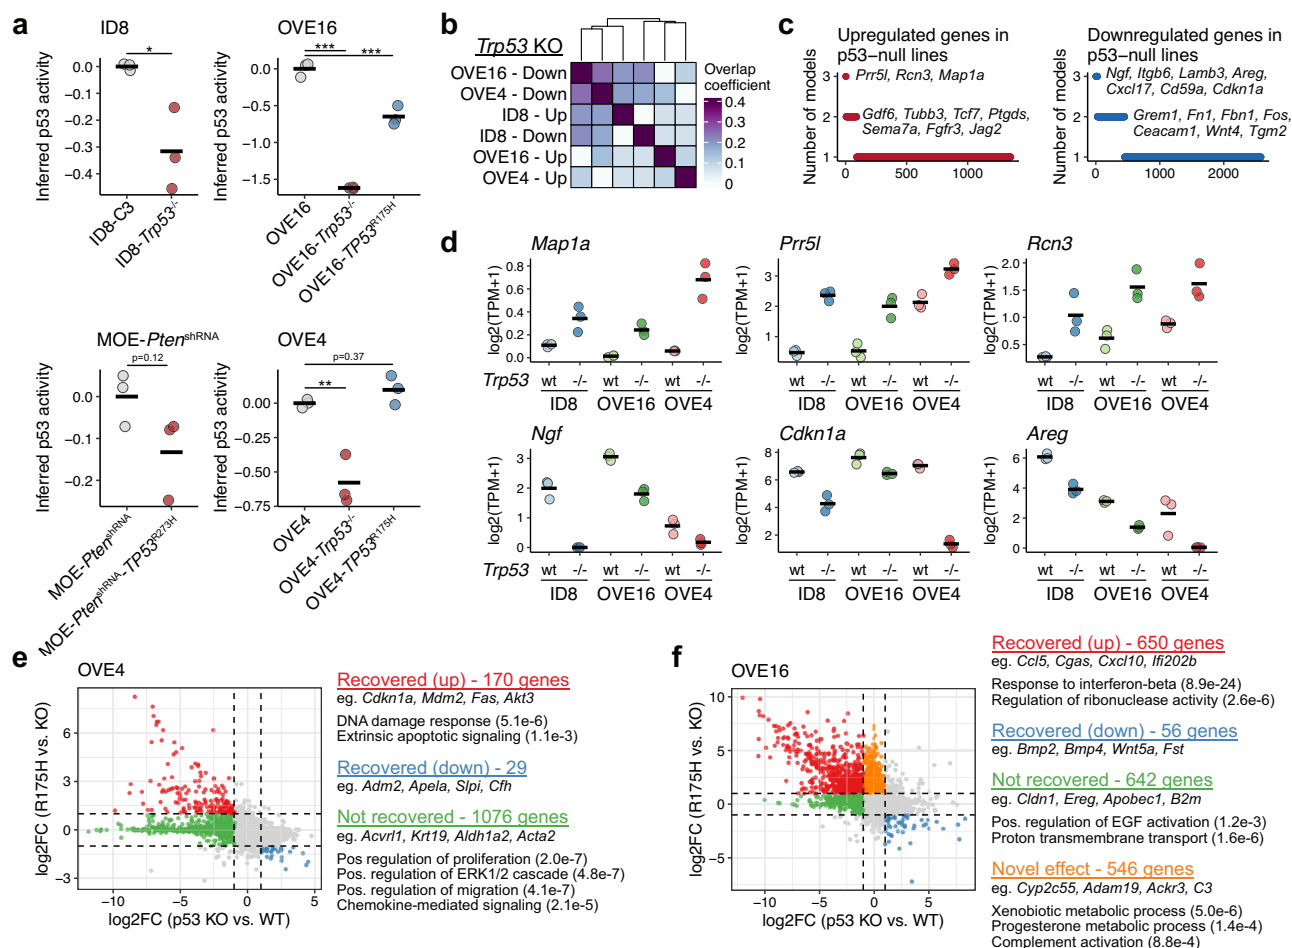 a
ID8
Inferred p53 activity
0.0
−0.1
−0.2
−0.3
−0.4
*
ID8-C3
ID8-Trp53-/-
OVE16
Inferred p53 activity
0.0
−0.5
−1.0
−1.5
***
***
OVE16
OVE16-Trp53-/-
OVE16-TP53R175H
MOE-PtenshRNA
Inferred p53 activity
0.0
−0.1
−0.2
p=0.12
MOE-PtenshRNA
MOE-PtenshRNA-TP53R273H
OVE4
Inferred p53 activity
0.00
−0.25
−0.50
−0.75
p=0.37
**
OVE4
OVE4-Trp53-/-
OVE4-TP53R175H
b
Trp53 KO
OVE16 - Down
OVE4 - Down
ID8 - Up
ID8 - Down
OVE16 - Up
OVE4 - Up
Overlap
coefficient
0.4
0.3
0.2
0.1
0
c
Upregulated genes in
p53−null lines
Number of models
3
2
1
Prr5l, Rcn3, Map1a
Gdf6, Tubb3, Tcf7, Ptgds,
Sema7a, Fgfr3, Jag2
0
500
1000
Downregulated genes in
p53−null lines
Number of models
3
2
1
Ngf, Itgb6, Lamb3, Areg,
Cxcl17, Cd59a, Cdkn1a
Grem1, Fn1, Fbn1, Fos,
Ceacam1, Wnt4, Tgm2
0
1000
2000
d
Map1a
log2(TPM+1)
0.8
0.6
0.4
0.2
0.0
Prr5l
log2(TPM+1)
3
2
1
Rcn3
log2(TPM+1)
2.0
1.5
1.0
0.5
Trp53
wt -/- wt -/- wt -/-
ID8 OVE16 OVE4
wt -/- wt -/- wt -/-
ID8 OVE16 OVE4
wt -/- wt -/- wt -/-
ID8 OVE16 OVE4
Ngf
log2(TPM+1)
3
2
1
0
Cdkn1a
log2(TPM+1)
8
6
4
2
Areg
log2(TPM+1)
6
4
2
0
Trp53
wt -/- wt -/- wt -/-
ID8 OVE16 OVE4
wt -/- wt -/- wt -/-
ID8 OVE16 OVE4
wt -/- wt -/- wt -/-
ID8 OVE16 OVE4
e
OVE4
log2FC (R175H vs. KO)
6
3
0
−3
−10
−5
0
5
log2FC (p53 KO vs. WT)
Recovered (up) - 170 genes
eg. Cdkn1a, Mdm2, Fas, Akt3
DNA damage response (5.1e-6)
Extrinsic apoptotic signaling (1.1e-3)
Recovered (down) - 29
eg. Adm2, Apela, Slpi, Cfh
Not recovered - 1076 genes
eg. Acvrl1, Krt19, Aldh1a2, Acta2
Pos regulation of proliferation (2.0e-7)
Pos. regulation of ERK1/2 cascade (4.8e-7)
Pos. regulation of migration (4.1e-7)
Chemokine-mediated signaling (2.1e-5)
f
OVE16
log2FC (R175H vs. KO)
10
5
0
−5
−10
−5
0
5
log2FC (p53 KO vs. WT)
Recovered (up) - 650 genes
eg. Ccl5, Cgas, Cxcl10, Ifi202b
Response to interferon-beta (8.9e-24)
Regulation of ribonuclease activity (2.6e-6)
Recovered (down) - 56 genes
eg. Bmp2, Bmp4, Wnt5a, Fst
Not recovered - 642 genes
eg. Cldn1, Ereg, Apobec1, B2m
Pos. regulation of EGF activation (1.2e-3)
Proton transmembrane transport (1.6e-6)
Novel effect - 546 genes
eg. Cyp2c55, Adam19, Ackr3, C3
Xenobiotic metabolic process (5.0e-6)
Progesterone metabolic process (1.4e-4)
Complement activation (8.8e-4)